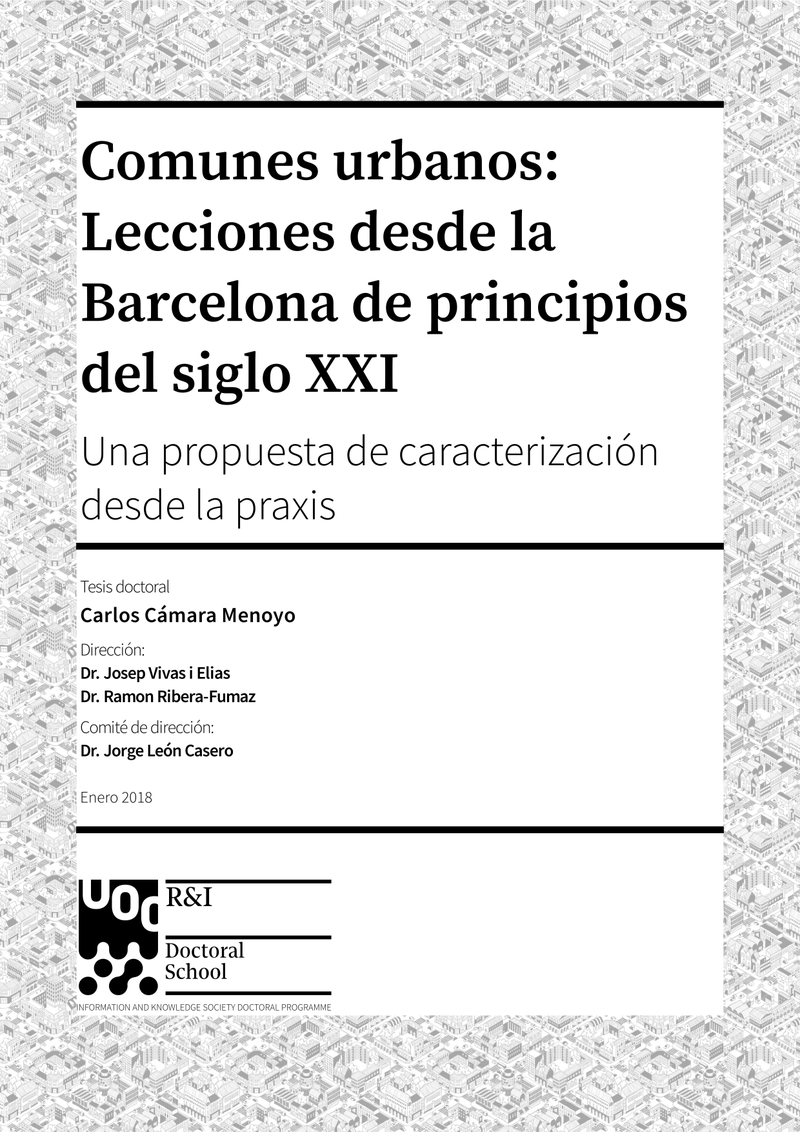 Comunes urbanos:
Lecciones desde la
Barcelona de principios
del siglo XXI
Una propuesta de caracterización
desde la praxis
Tesis doctoral
Carlos Cámara Menoyo
Dirección:
Dr. Josep Vivas i Elias
Dr. Ramon Ribera-Fumaz
Comité de dirección:
Dr. Jorge León Casero
Enero 2018
UOC
R&I
Doctoral
School
INFORMATION AND KNOWLEDGE SOCIETY DOCTORAL PROGRAMME